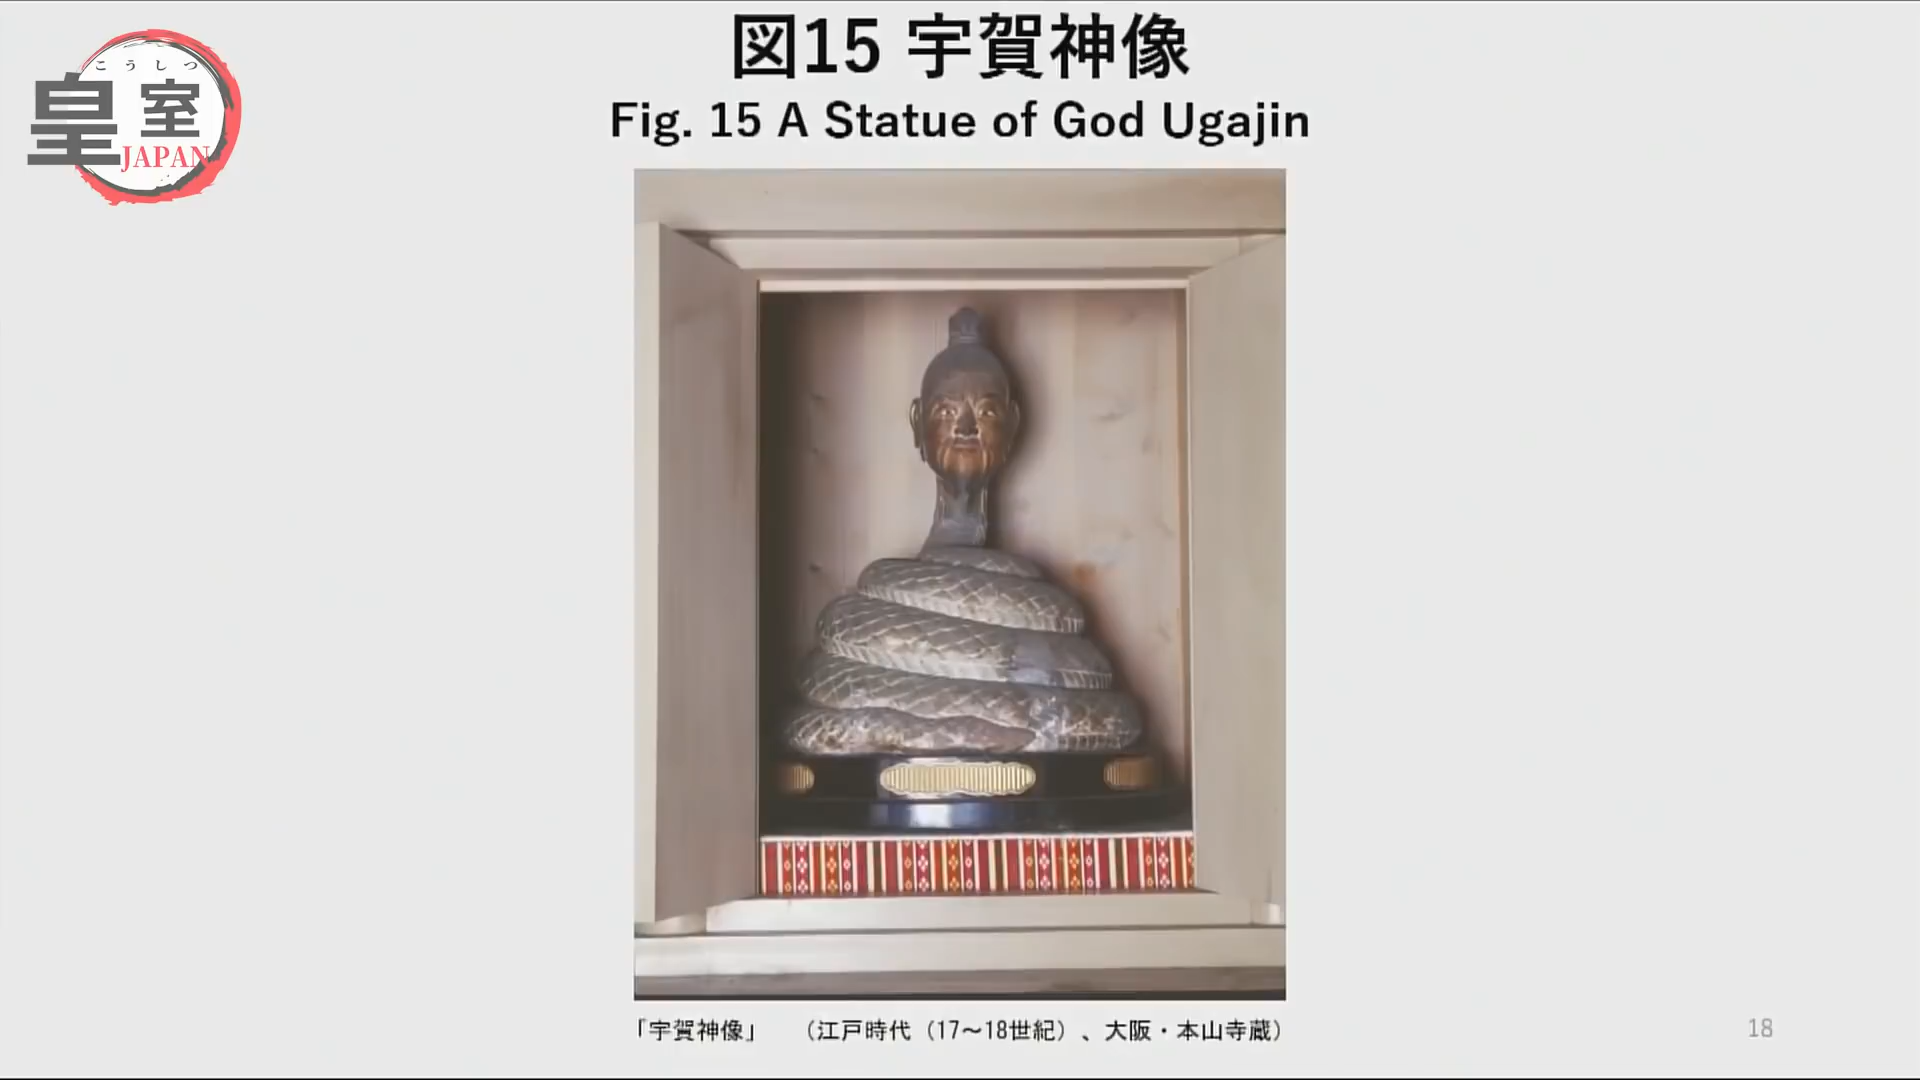 図15 宇賀神像
Fig. 15 A Statue of God Ugajin
こうしつ
皇室
JAPAN
「宇賀神像」　（江戸時代（17〜18世紀）、大阪・本山寺蔵）
18